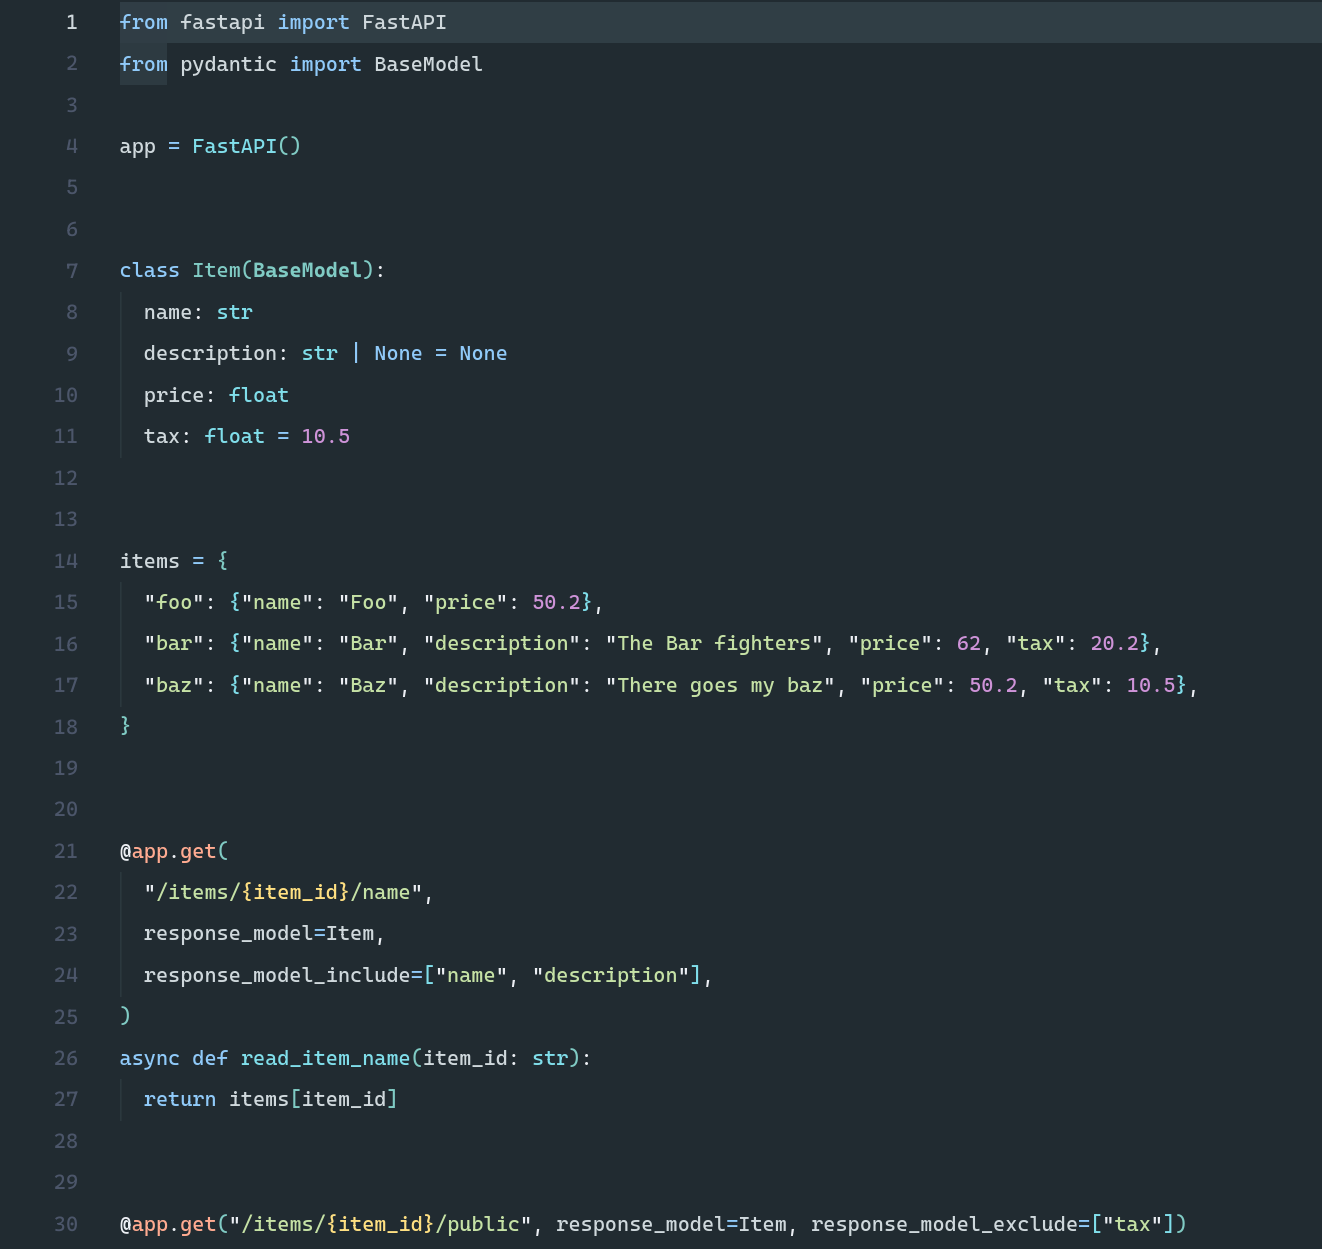 1 from fastapi import FastAPI
2 from pydantic import BaseModel
3
4 app = FastAPI()
5
6
7 class Item(BaseModel):
8   name: str
9   description: str | None = None
10   price: float
11   tax: float = 10.5
12
13
14 items = {
15   "foo": {"name": "Foo", "price": 50.2},
16   "bar": {"name": "Bar", "description": "The Bar fighters", "price": 62, "tax": 20.2},
17   "baz": {"name": "Baz", "description": "There goes my baz", "price": 50.2, "tax": 10.5},
18 }
19
20
21 @app.get(
22   "/items/{item_id}/name",
23   response_model=Item,
24   response_model_include=["name", "description"],
25 )
26 async def read_item_name(item_id: str):
27   return items[item_id]
28
29
30 @app.get("/items/{item_id}/public", response_model=Item, response_model_exclude=["tax"])